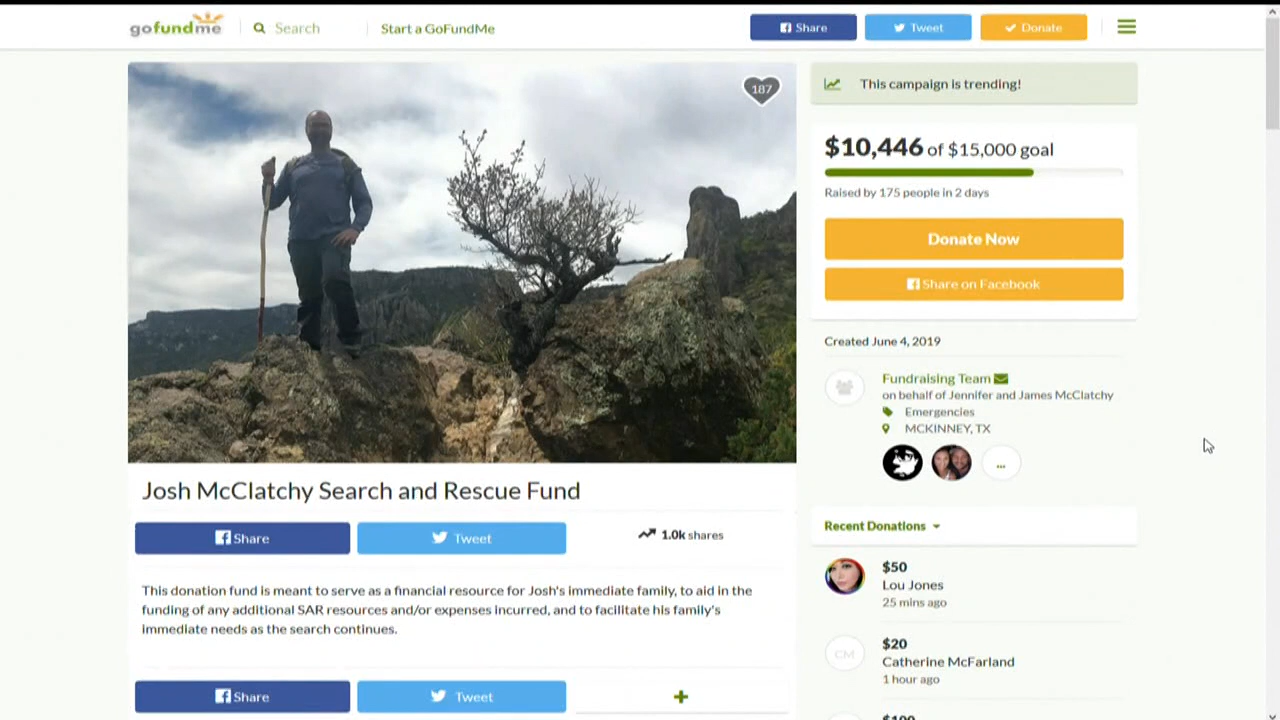 gofundme
Search
Start a GoFundMe
Share
Tweet
Donate
187
This campaign is trending!
$10,446 of $15,000 goal
Raised by 175 people in 2 days
Donate Now
Share on Facebook
Created June 4, 2019
Fundraising Team
on behalf of Jennifer and James McClatchy
Emergencies
MCKINNEY, TX
...
Josh McClatchy Search and Rescue Fund
Share
Tweet
1.0k shares
This donation fund is meant to serve as a financial resource for Josh's immediate family, to aid in the
funding of any additional SAR resources and/or expenses incurred, and to facilitate his family's
immediate needs as the search continues.
Share
Tweet
+
Recent Donations
$50
Lou Jones
25 mins ago
CM
$20
Catherine McFarland
1 hour ago